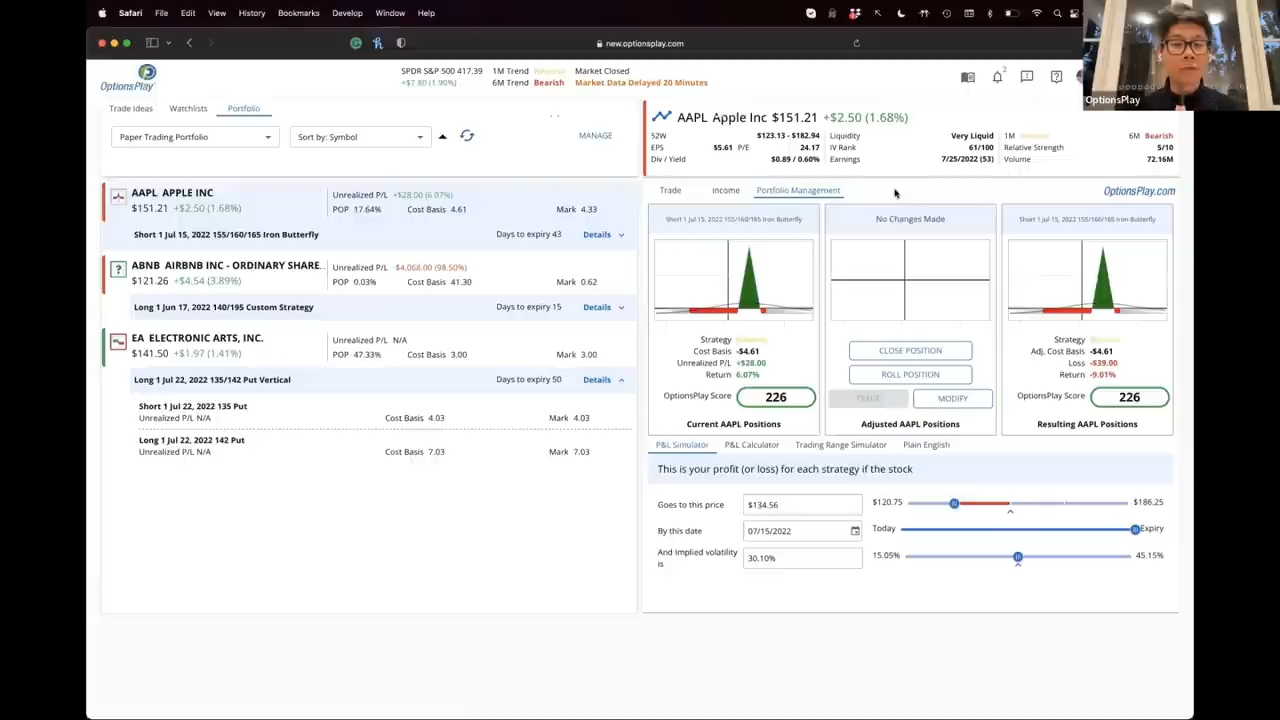 Safari File Edit View History Bookmarks Develop Window Help
new.optionsplay.com
OptionsPlay
SPDR S&P 500 417.39 1M Trend Neutral Market Closed
+$7.80 (1.90%) 6M Trend Bearish Market Data Delayed 20 Minutes
2
OptionsPlay
Trade Ideas Watchlists Portfolio
Paper Trading Portfolio Sort by: Symbol MANAGE
AAPL APPLE INC Unrealized P/L +$28.00 (6.07%)
$151.21 +$2.50 (1.68%) POP 17.64% Cost Basis 4.61 Mark 4.33
Short 1 Jul 15, 2022 155/160/165 Iron Butterfly Days to expiry 43 Details
ABNB AIRBNB INC - ORDINARY SHARE... Unrealized P/L $4,068.00 (98.50%)
$121.26 +$4.54 (3.89%) POP 0.03% Cost Basis 41.30 Mark 0.62
Long 1 Jun 17, 2022 140/195 Custom Strategy Days to expiry 15 Details
EA ELECTRONIC ARTS, INC. Unrealized P/L N/A
$141.50 +$1.97 (1.41%) POP 47.33% Cost Basis 3.00 Mark 3.00
Long 1 Jul 22, 2022 135/142 Put Vertical Days to expiry 50 Details
Short 1 Jul 22, 2022 135 Put
Unrealized P/L N/A Cost Basis 4.03 Mark 4.03
Long 1 Jul 22, 2022 142 Put
Unrealized P/L N/A Cost Basis 7.03 Mark 7.03
AAPL Apple Inc $151.21 +$2.50 (1.68%)
52W $123.13 - $182.94 Liquidity Very Liquid 1M 6M Bearish
EPS $5.61 P/E 24.17 IV Rank 61/100 Relative Strength 5/10
Div / Yield $0.89 / 0.60% Earnings 7/25/2022 (53) Volume 72.16M
Trade Income Portfolio Management OptionsPlay.com
Short 1 Jul 15, 2022 155/160/165 Iron Butterfly
Strategy
Cost Basis -$4.61
Unrealized P/L +$28.00
Return 6.07%
OptionsPlay Score 226
Current AAPL Positions
No Changes Made
CLOSE POSITION
ROLL POSITION
TRADE MODIFY
Adjusted AAPL Positions
Short 1 Jul 15, 2022 155/160/165 Iron Butterfly
Strategy
Adj. Cost Basis -$4.61
Loss -$39.00
Return -9.01%
OptionsPlay Score 226
Resulting AAPL Positions
P&L Simulator P&L Calculator Trading Range Simulator Plain English
This is your profit (or loss) for each strategy if the stock
Goes to this price $134.56 $120.75 $186.25
By this date 07/15/2022 Today Expiry
And implied volatility is 30.10% 15.05% 45.15%